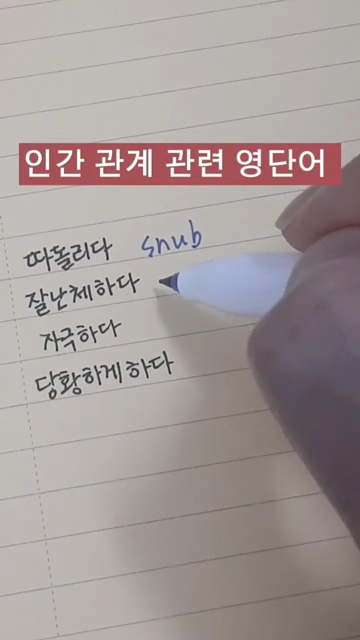 인간 관계 관련 영단어
따돌리다 snub
잘난체하다
자극하다
당황하게하다